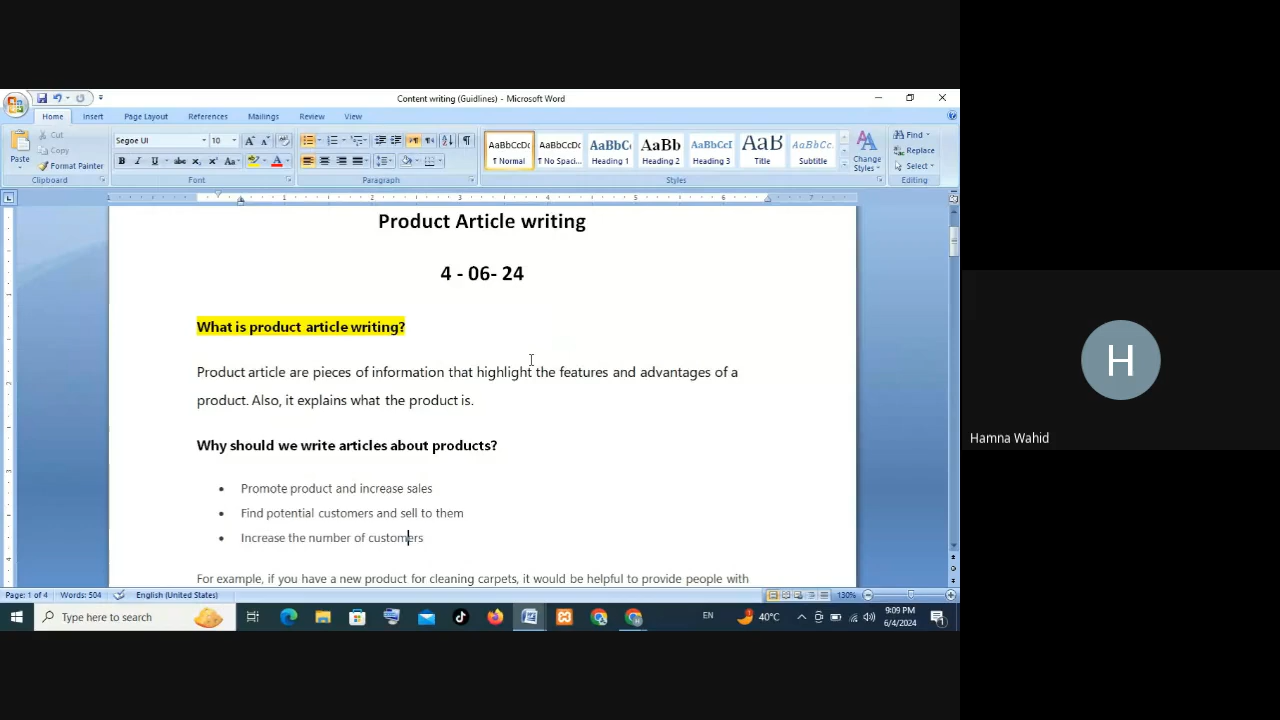 Content writing (Guidlines) - Microsoft Word
Home Insert Page Layout References Mailings Review View
Paste
Cut
Copy
Format Painter
Clipboard
Segoe UI 10
Font
Paragraph
AaBbCcDc AaBbCcDc AaBbC AaBb AaBbCcI AaB AaBbCc.
¶ Normal ¶ No Spaci... Heading 1 Heading 2 Heading 3 Title Subtitle
Change Styles
Styles
Find
Replace
Select
Editing
Product Article writing
4 - 06- 24
What is product article writing?
Product article are pieces of information that highlight the features and advantages of a
product. Also, it explains what the product is.
Why should we write articles about products?
• Promote product and increase sales
• Find potential customers and sell to them
• Increase the number of customers
For example, if you have a new product for cleaning carpets, it would be helpful to provide people with
Page: 1 of 4 Words: 504 English (United States) 130%
Type here to search
EN 40°C 9:09 PM
6/4/2024
H
Hamna Wahid